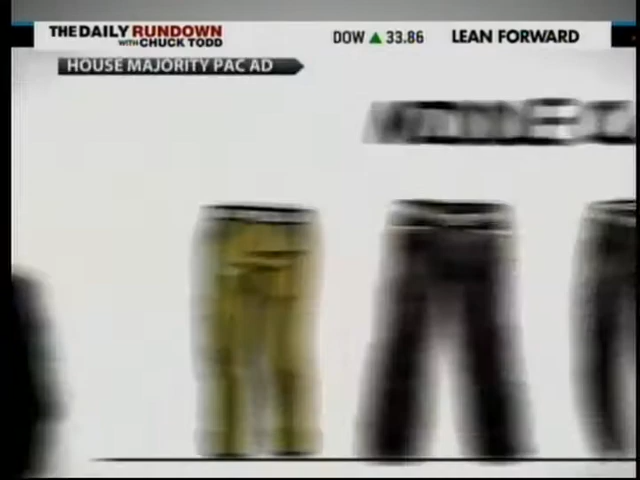 THE DAILY RUNDOWN
WITH CHUCK TODD
DOW ▲ 33.86
LEAN FORWARD
HOUSE MAJORITY PAC AD